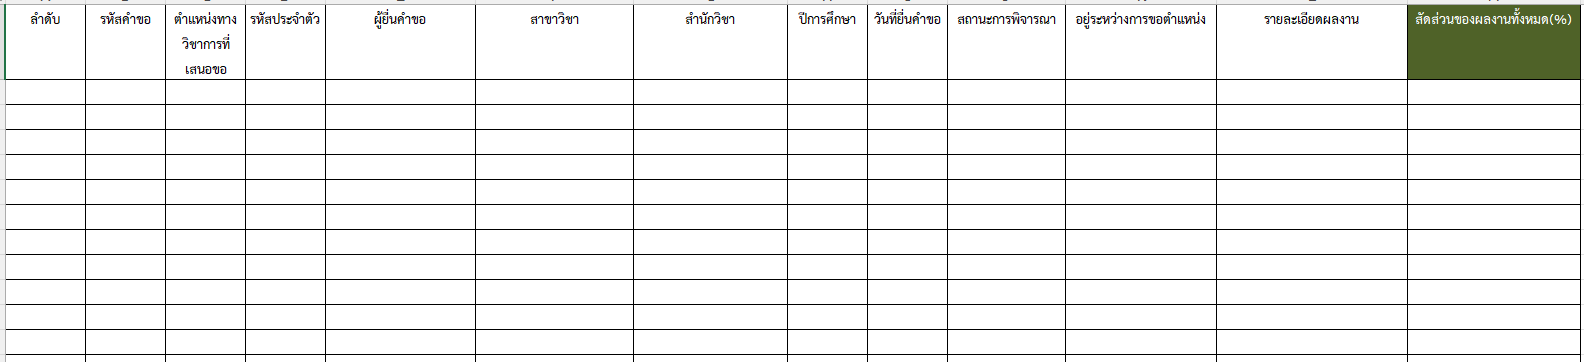 ลำดับ
รหัสคำขอ
ตำแหน่งทาง
วิชาการที่
เสนอขอ
รหัสประจำตัว
ผู้ยื่นคำขอ
สาขาวิชา
สำนักวิชา
ปีการศึกษา
วันที่ยื่นคำขอ
สถานะการพิจารณา
อยู่ระหว่างการขอตำแหน่ง
รายละเอียดผลงาน
สัดส่วนของผลงานทั้งหมด(%)